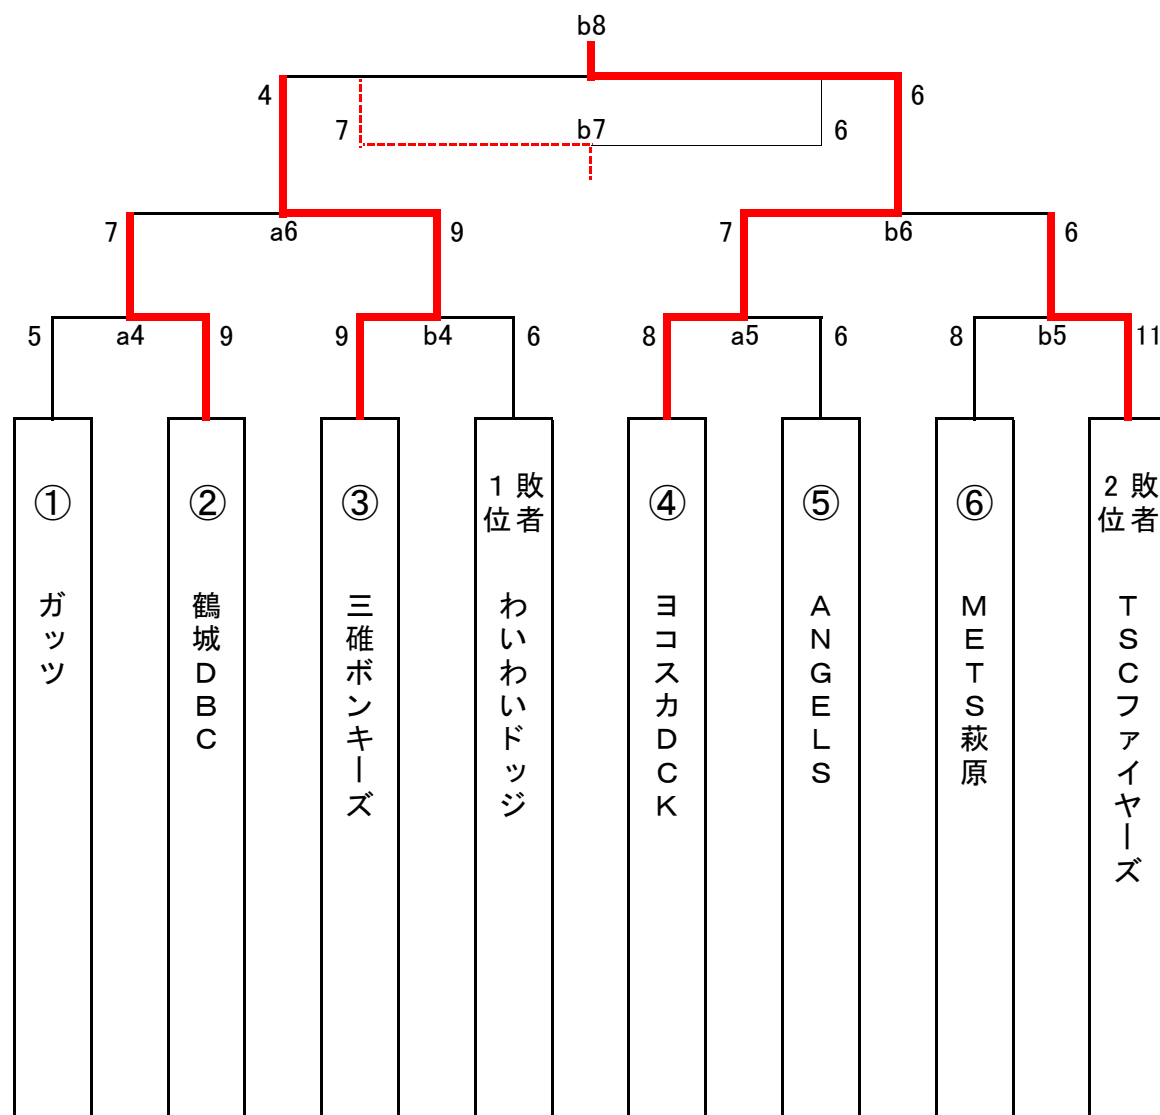 b8
4
6
7
b7
6
7
a6
9
7
b6
6
5
a4
9
9
b4
6
8
a5
6
8
b5
11
①
ガッツ
②
鶴城DBC
③
三碓ボンキーズ
敗者
1位
わいわいドッジ
④
ヨコスカDCK
⑤
ANGELS
⑥
METS萩原
敗者
2位
TSCファイヤーズ